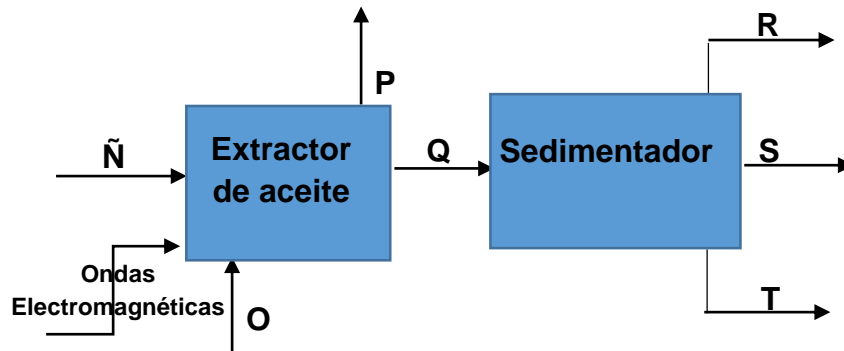 R
P
Ñ
Extractor
de aceite
Q
Sedimentador
S
Ondas
Electromagnéticas
O
T